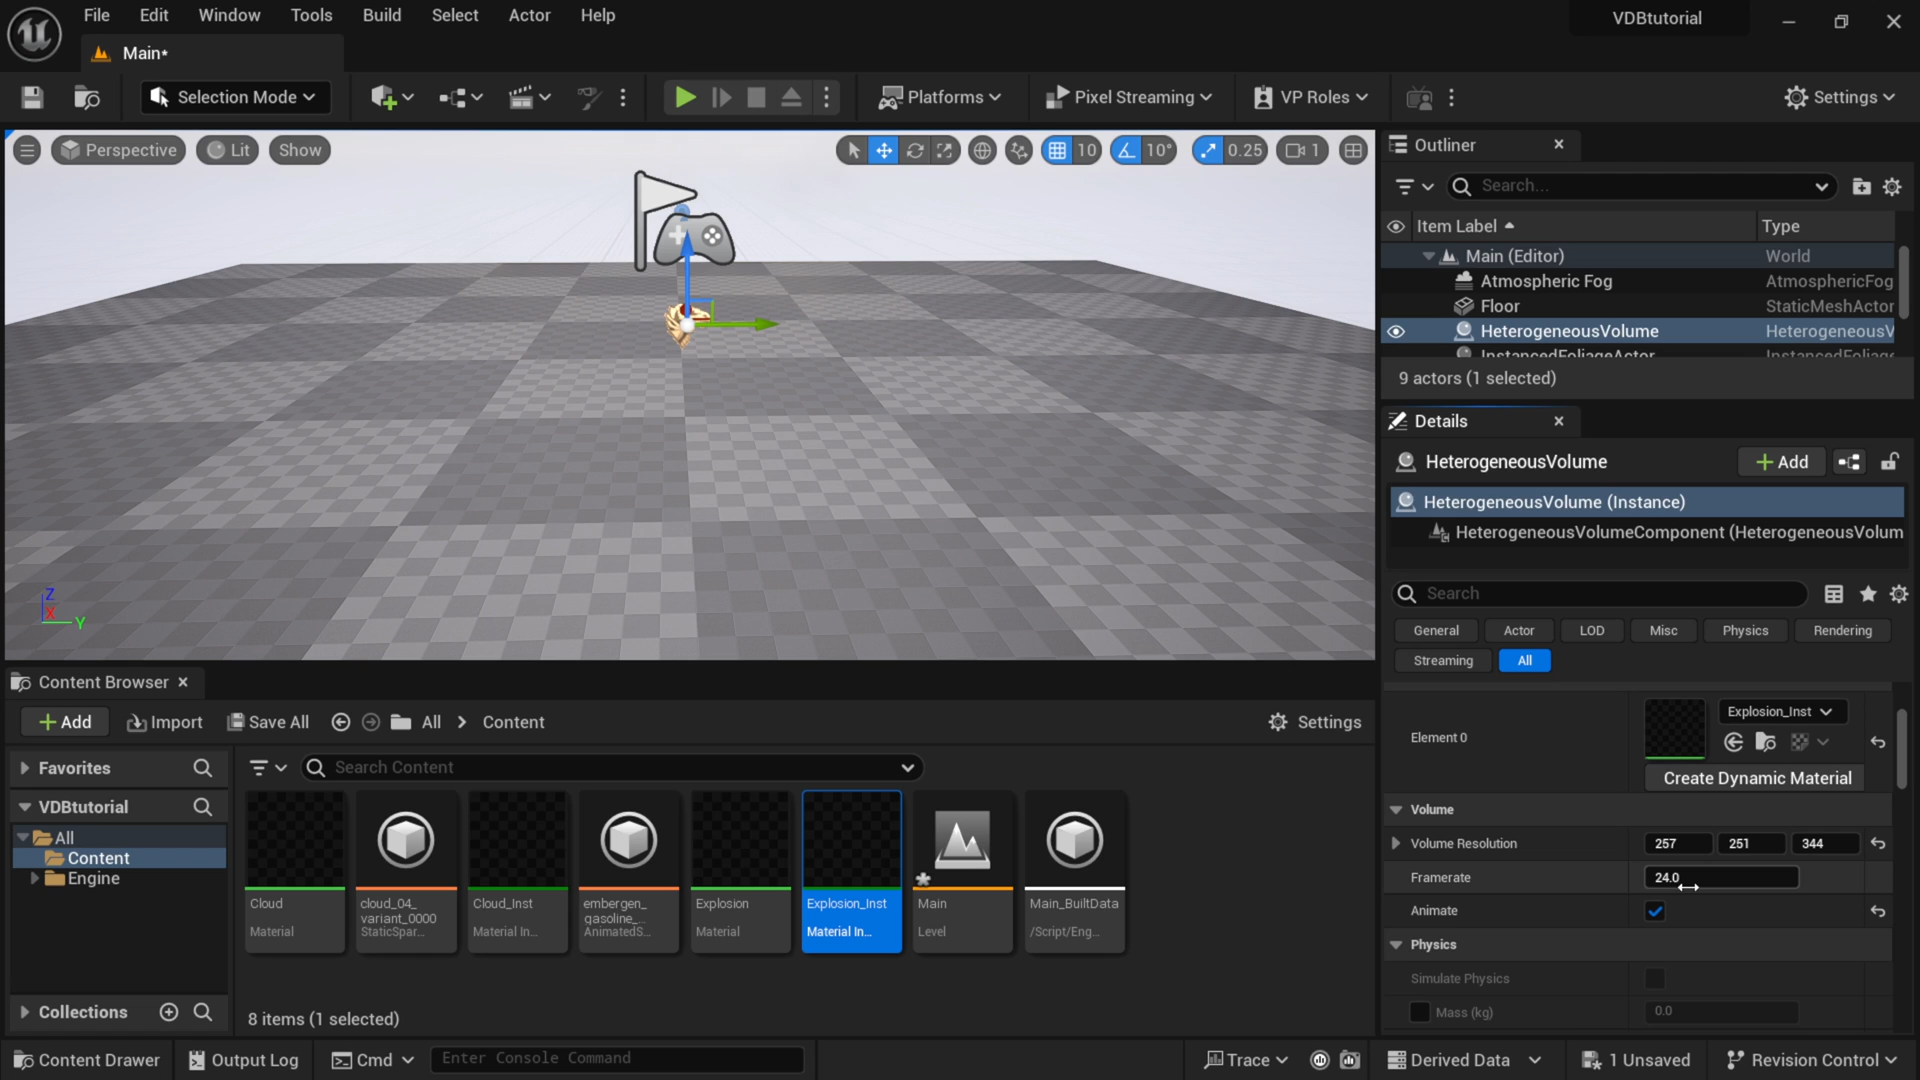 File Edit Window Tools Build Select Actor Help
VDBtutorial
Main•
Selection Mode
Platforms
Pixel Streaming
VP Roles
Settings
Perspective Lit Show
10 10° 0.25 1
Z
X
Y
Outliner
Search...
Item Label Type
Main (Editor) World
Atmospheric Fog AtmosphericFog
Floor StaticMeshActor
HeterogeneousVolume HeterogeneousV
InstancedFoliageActor InstancedFoliage
9 actors (1 selected)
Details
HeterogeneousVolume
Add
HeterogeneousVolume (Instance)
HeterogeneousVolumeComponent (HeterogeneousVolum
Search
General Actor LOD Misc Physics Rendering
Streaming All
Element 0
Explosion_Inst
Create Dynamic Material
Volume
Volume Resolution 257 251 344
Framerate 24.0
Animate
Physics
Simulate Physics
Mass (kg) 0.0
Content Browser
Add Import Save All All Content Settings
Favorites
VDBtutorial
All
Content
Engine
Collections
Search Content
Cloud
Material
cloud_04_
variant_0000
StaticSpar...
Cloud_Inst
Material In...
embergen_
gasoline_...
AnimatedS...
Explosion
Material
Explosion_Inst
Material In...
Main
Level
Main_BuiltData
/Script/Eng...
8 items (1 selected)
Content Drawer Output Log Cmd Enter Console Command Trace Derived Data 1 Unsaved Revision Control